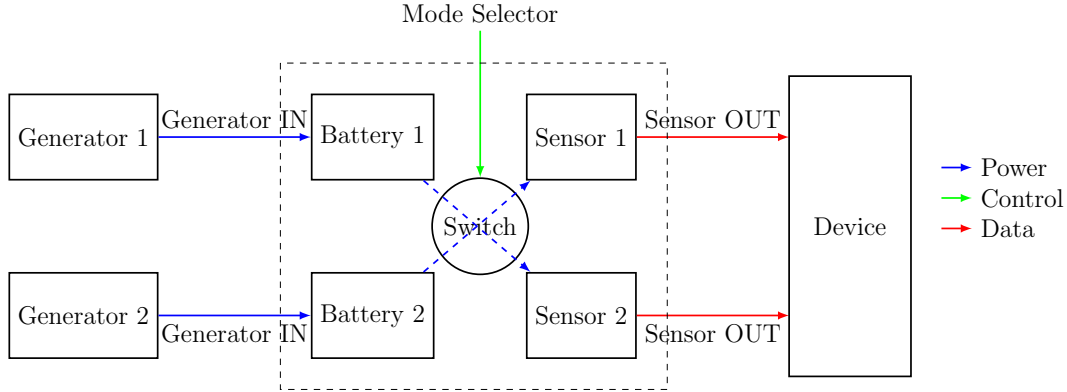 Mode Selector
Generator 1
Generator IN
Battery 1
Sensor 1
Sensor OUT
Switch
Device
Power
Control
Data
Generator 2
Generator IN
Battery 2
Sensor 2
Sensor OUT